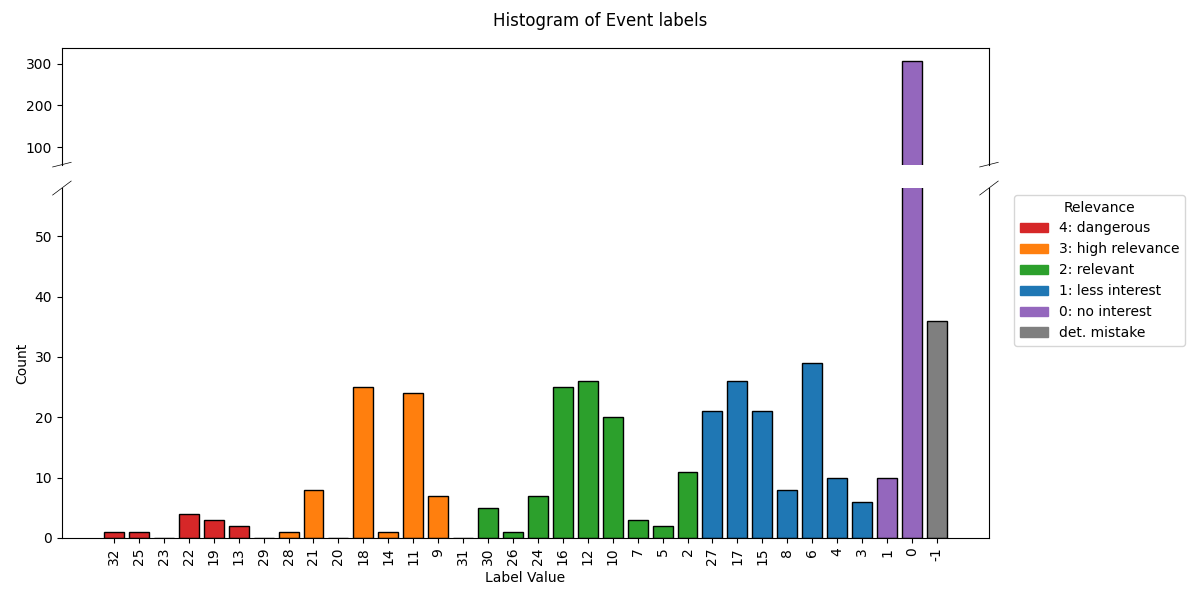 Histogram of Event labels
300
200
100
50
40
30
20
10
0
Count
32 25 23 22 19 13 29 28 21 20 18 14 11 9 31 30 26 24 16 12 10 7 5 2 27 17 15 8 6 4 3 1 0 -1
Label Value
Relevance
4: dangerous
3: high relevance
2: relevant
1: less interest
0: no interest
det. mistake